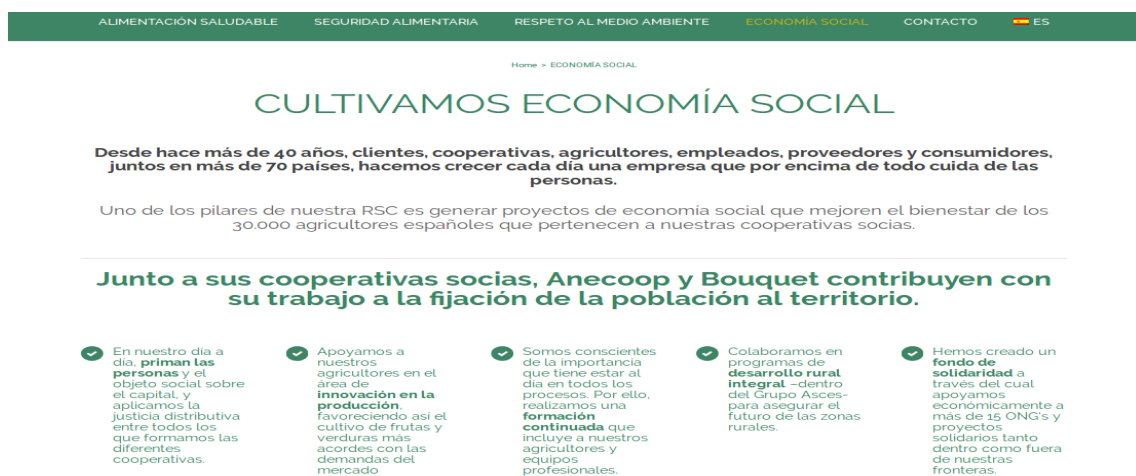 ALIMENTACIÓN SALUDABLE SEGURIDAD ALIMENTARIA RESPETO AL MEDIO AMBIENTE ECONOMÍA SOCIAL CONTACTO ES
Home > ECONOMÍA SOCIAL
CULTIVAMOS ECONOMÍA SOCIAL
Desde hace más de 40 años, clientes, cooperativas, agricultores, empleados, proveedores y consumidores,
juntos en más de 70 países, hacemos crecer cada día una empresa que por encima de todo cuida de las
personas.
Uno de los pilares de nuestra RSC es generar proyectos de economía social que mejoren el bienestar de los
30.000 agricultores españoles que pertenecen a nuestras cooperativas socias.
Junto a sus cooperativas socias, Anecoop y Bouquet contribuyen con
su trabajo a la fijación de la población al territorio.
En nuestro día a
día, priman las
personas y el
objeto social sobre
el capital, y
aplicamos la
justicia distributiva
entre todos los
que formamos las
diferentes
cooperativas.
Apoyamos a
nuestros
agricultores en el
área de
innovación en la
producción,
favoreciendo así el
cultivo de frutas y
verduras más
acordes con las
demandas del
mercado
Somos conscientes
de la importancia
que tiene estar al
día en todos los
procesos. Por ello,
realizamos una
formación
continuada que
incluye a nuestros
agricultores y
equipos
profesionales.
Colaboramos en
programas de
desarrollo rural
integral –dentro
del Grupo Asces-
para asegurar el
futuro de las zonas
rurales.
Hemos creado un
fondo de
solidaridad a
través del cual
apoyamos
económicamente a
más de 15 ONG's y
proyectos
solidarios tanto
dentro como fuera
de nuestras
fronteras.